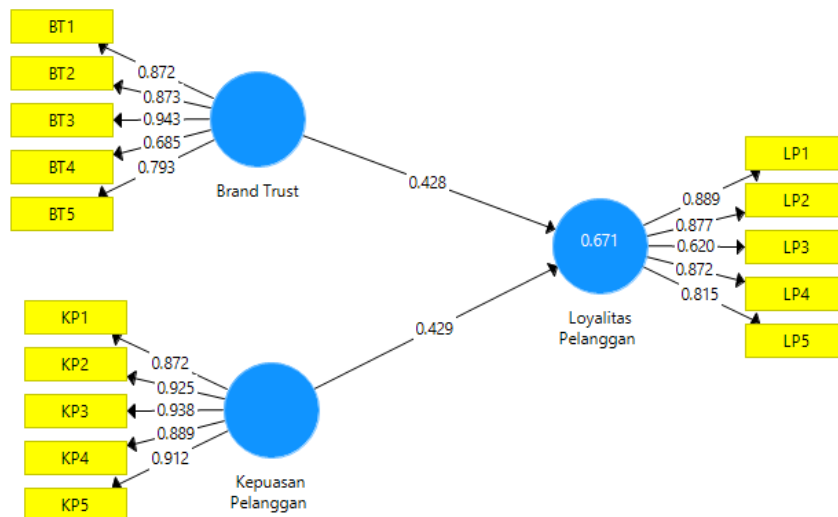 BT1
BT2
BT3
BT4
BT5
0.872
0.873
0.943
0.685
0.793
Brand Trust
0.428
KP1
KP2
KP3
KP4
KP5
0.872
0.925
0.938
0.889
0.912
Kepuasan
Pelanggan
0.429
0.671
Loyalitas
Pelanggan
0.889
0.877
0.620
0.872
0.815
LP1
LP2
LP3
LP4
LP5